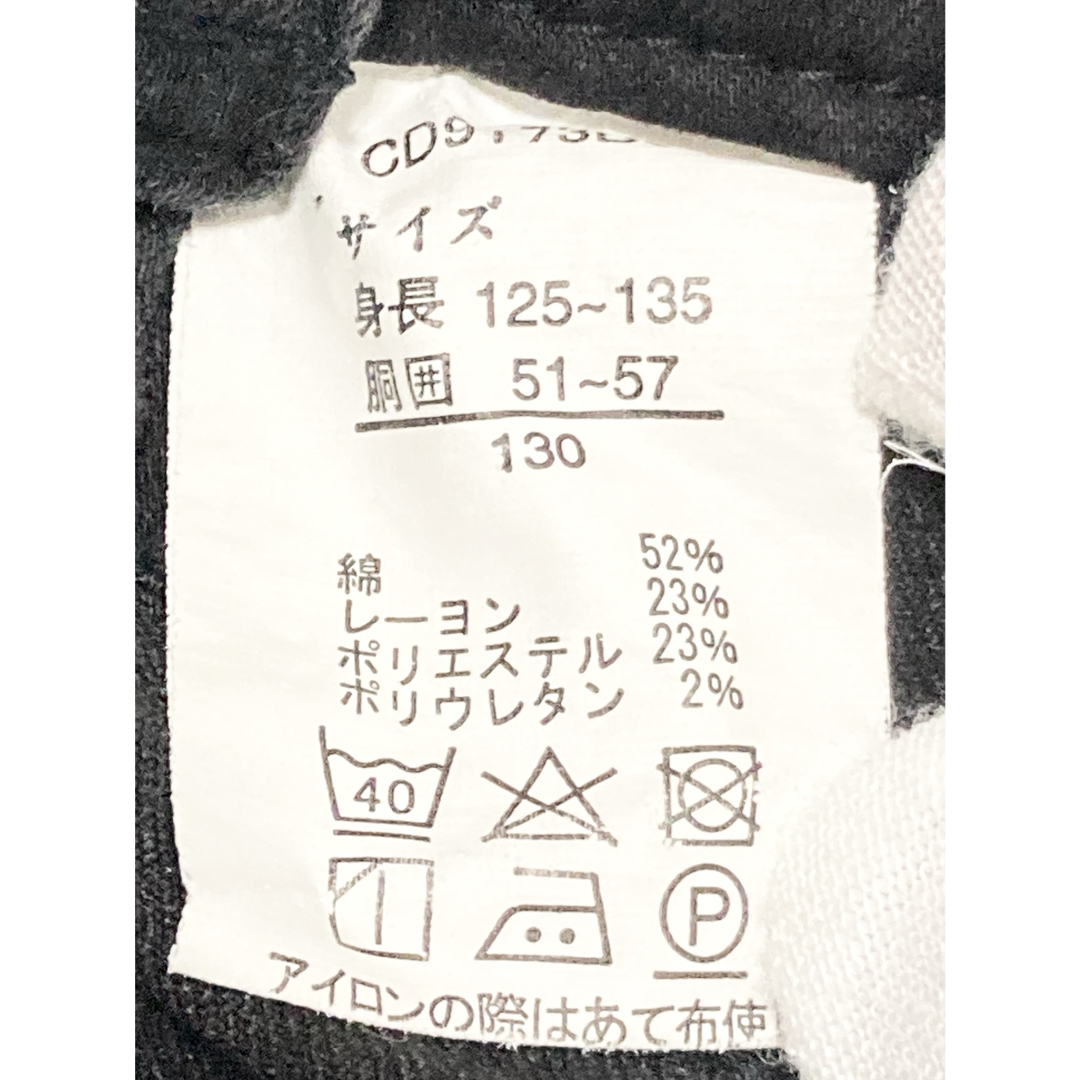 サイズ
身長 125~135
胴囲 51~57
130
綿 52%
レーヨン 23%
ポリエステル 23%
ポリウレタン 2%
40
P
アイロンの際はあて布使